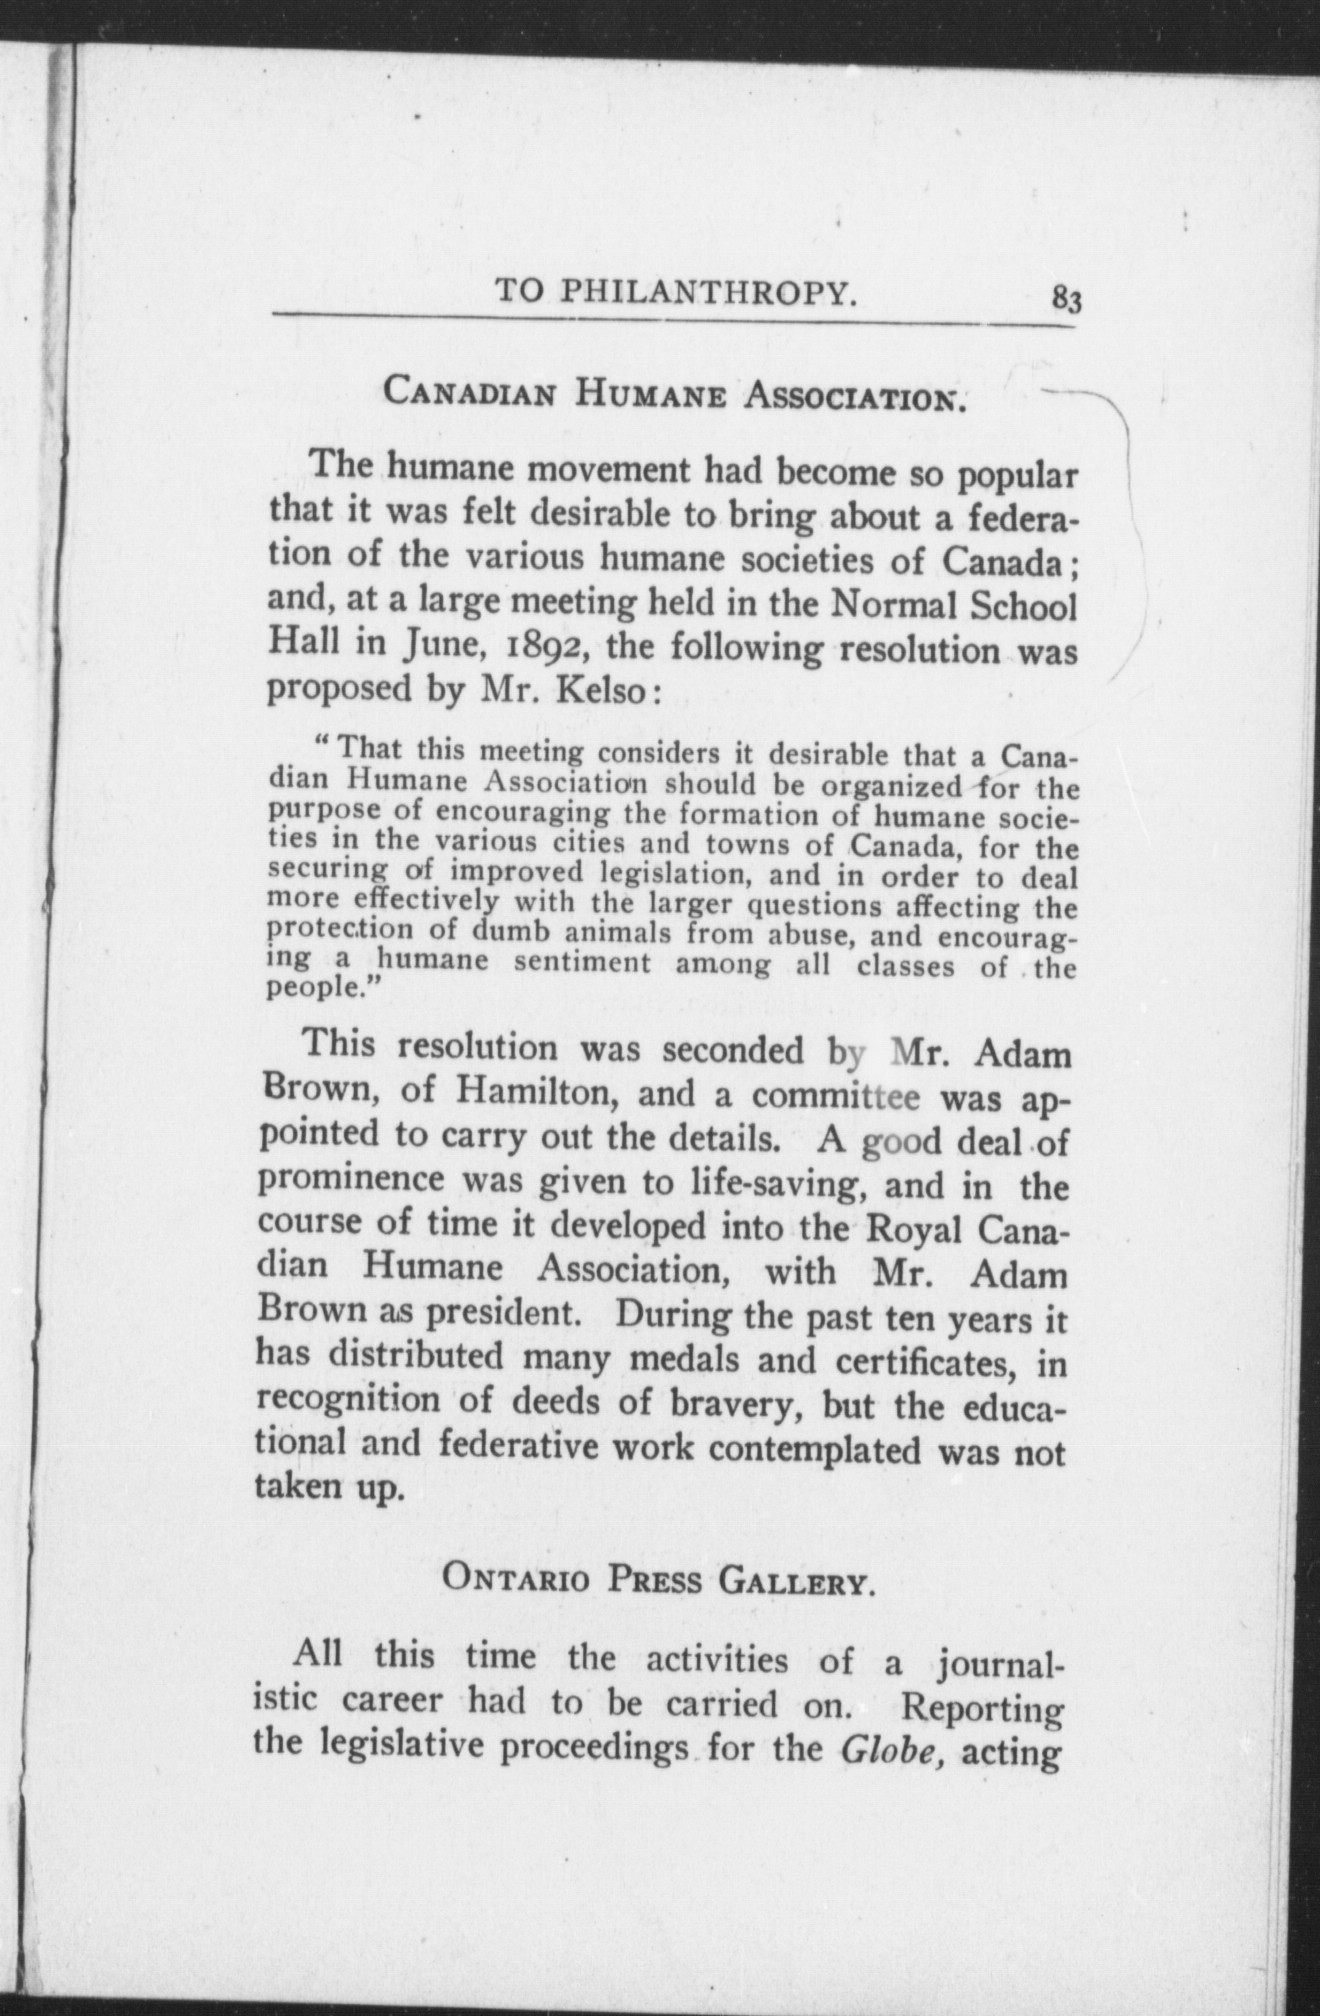 TO PHILANTHROPY. 83
CANADIAN HUMANE ASSOCIATION.
The humane movement had become so popular
that it was felt desirable to bring about a federa-
tion of the various humane societies of Canada;
and, at a large meeting held in the Normal School
Hall in June, 1892, the following resolution was
proposed by Mr. Kelso:
"That this meeting considers it desirable that a Cana-
dian Humane Association should be organized for the
purpose of encouraging the formation of humane socie-
ties in the various cities and towns of Canada, for the
securing of improved legislation, and in order to deal
more effectively with the larger questions affecting the
protection of dumb animals from abuse, and encourag-
ing a humane sentiment among all classes of the
people."
This resolution was seconded by Mr. Adam
Brown, of Hamilton, and a committee was ap-
pointed to carry out the details. A good deal of
prominence was given to life-saving, and in the
course of time it developed into the Royal Cana-
dian Humane Association, with Mr. Adam
Brown as president. During the past ten years it
has distributed many medals and certificates, in
recognition of deeds of bravery, but the educa-
tional and federative work contemplated was not
taken up.
ONTARIO PRESS GALLERY.
All this time the activities of a journal-
istic career had to be carried on. Reporting
the legislative proceedings for the Globe, acting